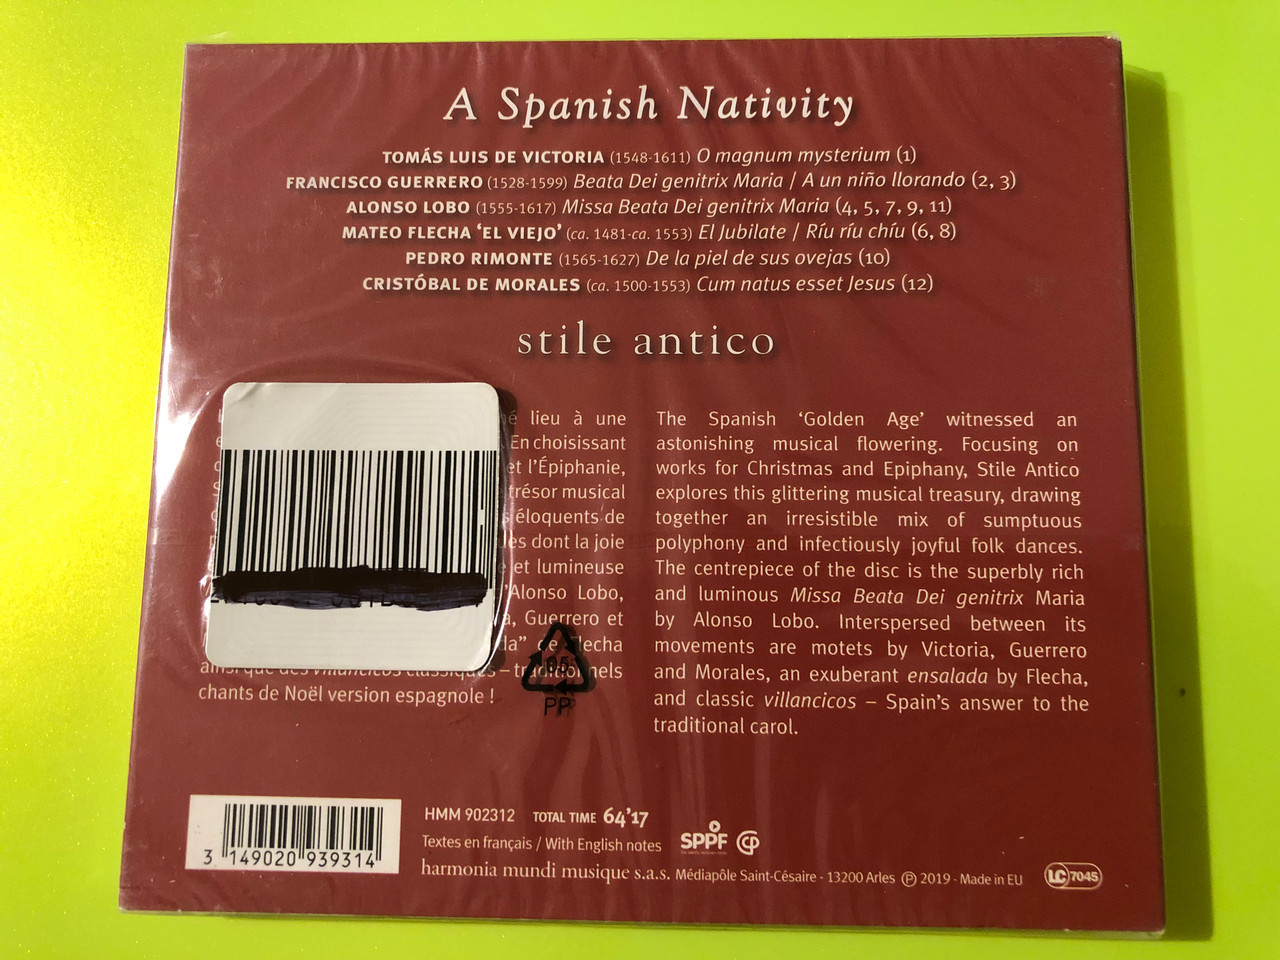 A Spanish Nativity
TOMÁS LUIS DE VICTORIA (1548-1611) O magnum mysterium (1)
FRANCISCO GUERRERO (1528-1599) Beata Dei genitrix Maria / A un niño llorando (2, 3)
ALONSO LOBO (1555-1617) Missa Beata Dei genitrix Maria (4, 5, 7, 9, 11)
MATEO FLECHA ‘EL VIEJO’ (ca. 1481-ca. 1553) El Jubilate / Ríu ríu chíu (6, 8)
PEDRO RIMONTE (1565-1627) De la piel de sus ovejas (10)
CRISTÓBAL DE MORALES (ca. 1500-1553) Cum natus esset Jesus (12)
stile antico
lieu à une
En choisissant
et l’Épiphanie,
trésor musical
éloquents de
dont la joie
et lumineuse
d’Alonso Lobo,
Guerrero et
de Flecha
ainsi que des villancicos classiques – traditionnels
chants de Noël version espagnole !
The Spanish ‘Golden Age’ witnessed an
astonishing musical flowering. Focusing on
works for Christmas and Epiphany, Stile Antico
explores this glittering musical treasury, drawing
together an irresistible mix of sumptuous
polyphony and infectiously joyful folk dances.
The centrepiece of the disc is the superbly rich
and luminous Missa Beata Dei genitrix Maria
by Alonso Lobo. Interspersed between its
movements are motets by Victoria, Guerrero
and Morales, an exuberant ensalada by Flecha,
and classic villancicos – Spain’s answer to the
traditional carol.
05
PP
3 149020 939314
HMM 902312 TOTAL TIME 64’17
Textes en français / With English notes
SPPF
harmonia mundi musique s.a.s. Médiapôle Saint-Césaire - 13200 Arles ℗ 2019 - Made in EU
LC 7045